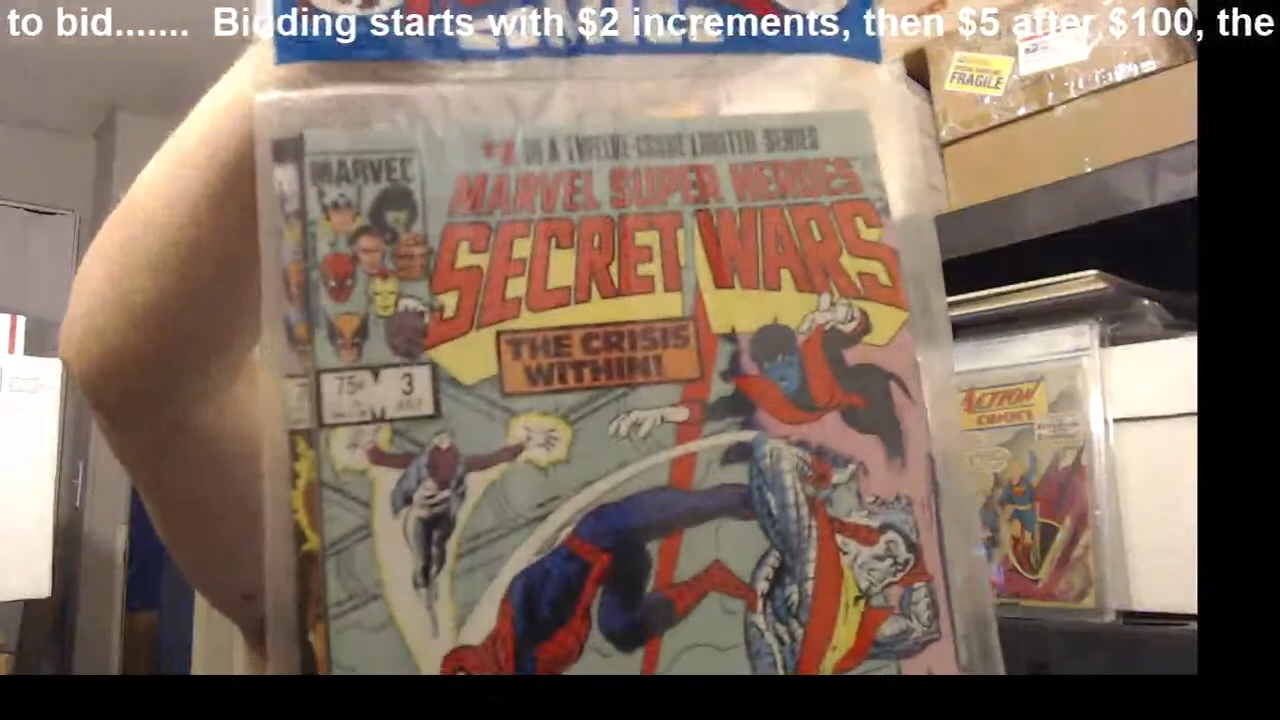 to bid....... Bidding starts with $2 increments, then $5 after $100, the
FRAGILE
IN A TWELVE-ISSUE LIMITED SERIES
MARVEL
MARVEL SUPER HEROES
SECRET WARS
THE CRISIS
WITHIN!
75¢ 3
JULY
ACTION
COMICS